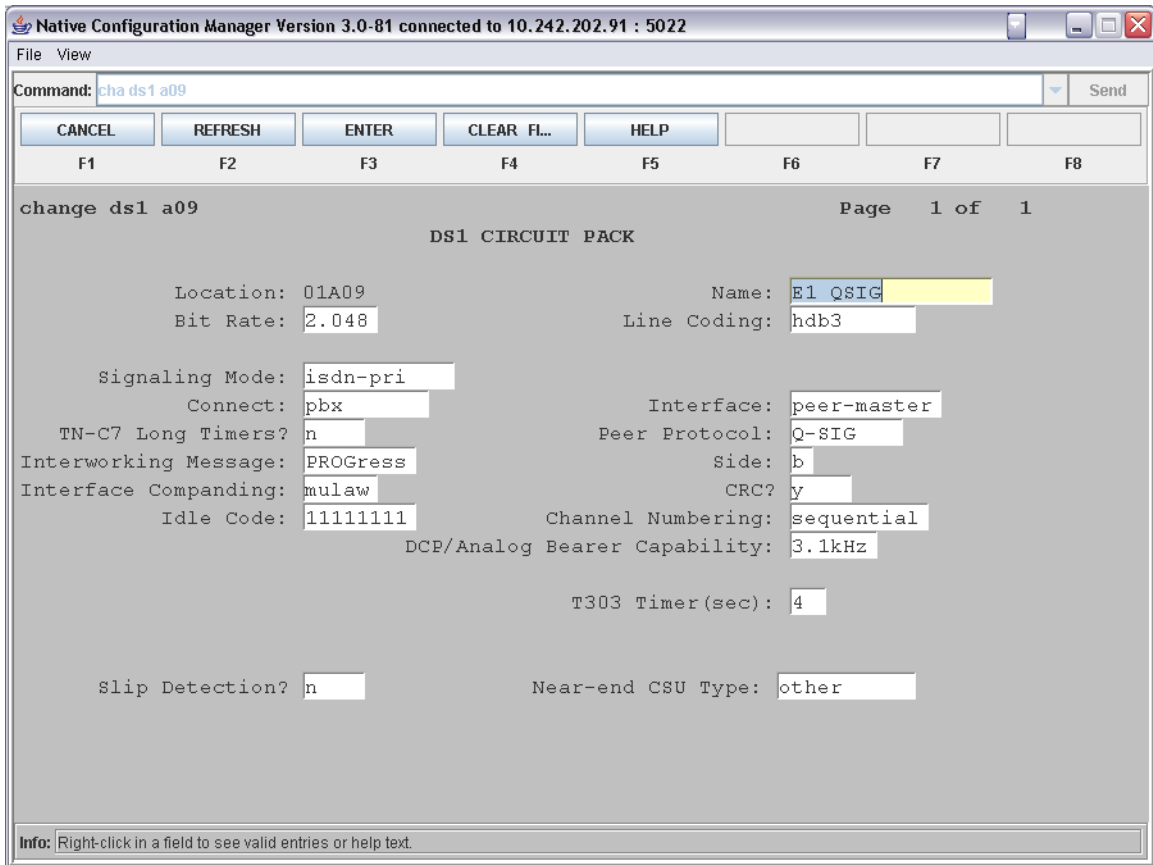 Native Configuration Manager Version 3.0-81 connected to 10.242.202.91 : 5022
File View
Command: cha ds1 a09 Send
CANCEL REFRESH ENTER CLEAR FI... HELP
F1 F2 F3 F4 F5 F6 F7 F8
change ds1 a09 Page 1 of 1
DS1 CIRCUIT PACK
Location: 01A09 Name: E1 QSIG
Bit Rate: 2.048 Line Coding: hdb3
Signaling Mode: isdn-pri
Connect: pbx Interface: peer-master
TN-C7 Long Timers? n Peer Protocol: Q-SIG
Interworking Message: PROGress Side: b
Interface Companding: mulaw CRC? y
Idle Code: 11111111 Channel Numbering: sequential
DCP/Analog Bearer Capability: 3.1kHz
T303 Timer(sec): 4
Slip Detection? n Near-end CSU Type: other
Info: Right-click in a field to see valid entries or help text.